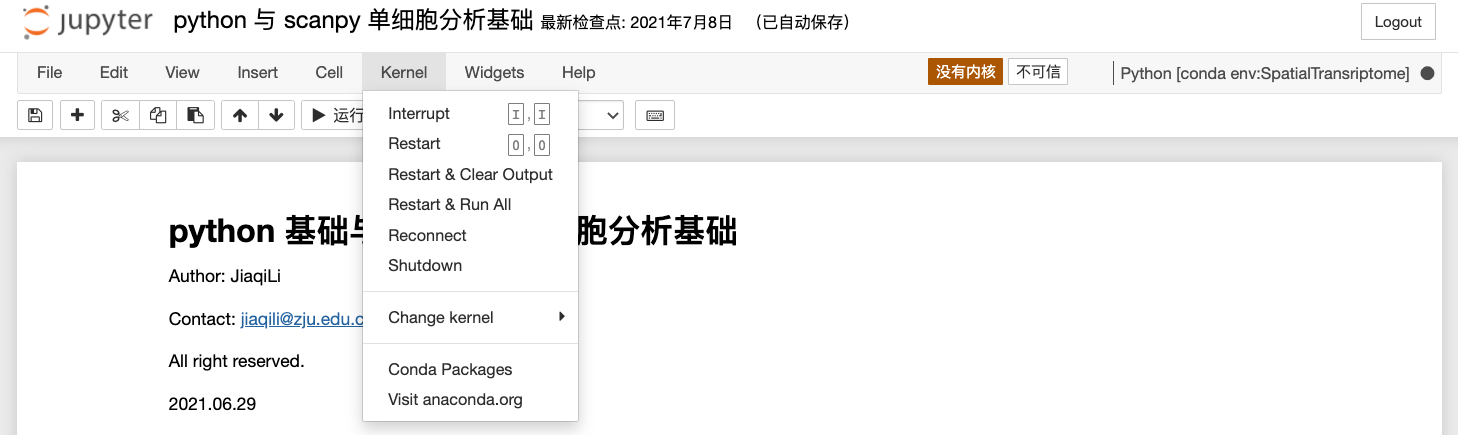 jupyter python 与 scanpy 单细胞分析基础 最新检查点: 2021年7月8日 （已自动保存） Logout
File Edit View Insert Cell Kernel Widgets Help 没有内核 不可信 Python [conda env:SpatialTransriptome]
运行
Interrupt I , I
Restart 0 , 0
Restart & Clear Output
Restart & Run All
Reconnect
Shutdown
Change kernel
Conda Packages
Visit anaconda.org
python 基础 胞分析基础
Author: JiaqiLi
Contact: jiaqili@zju.edu.c
All right reserved.
2021.06.29